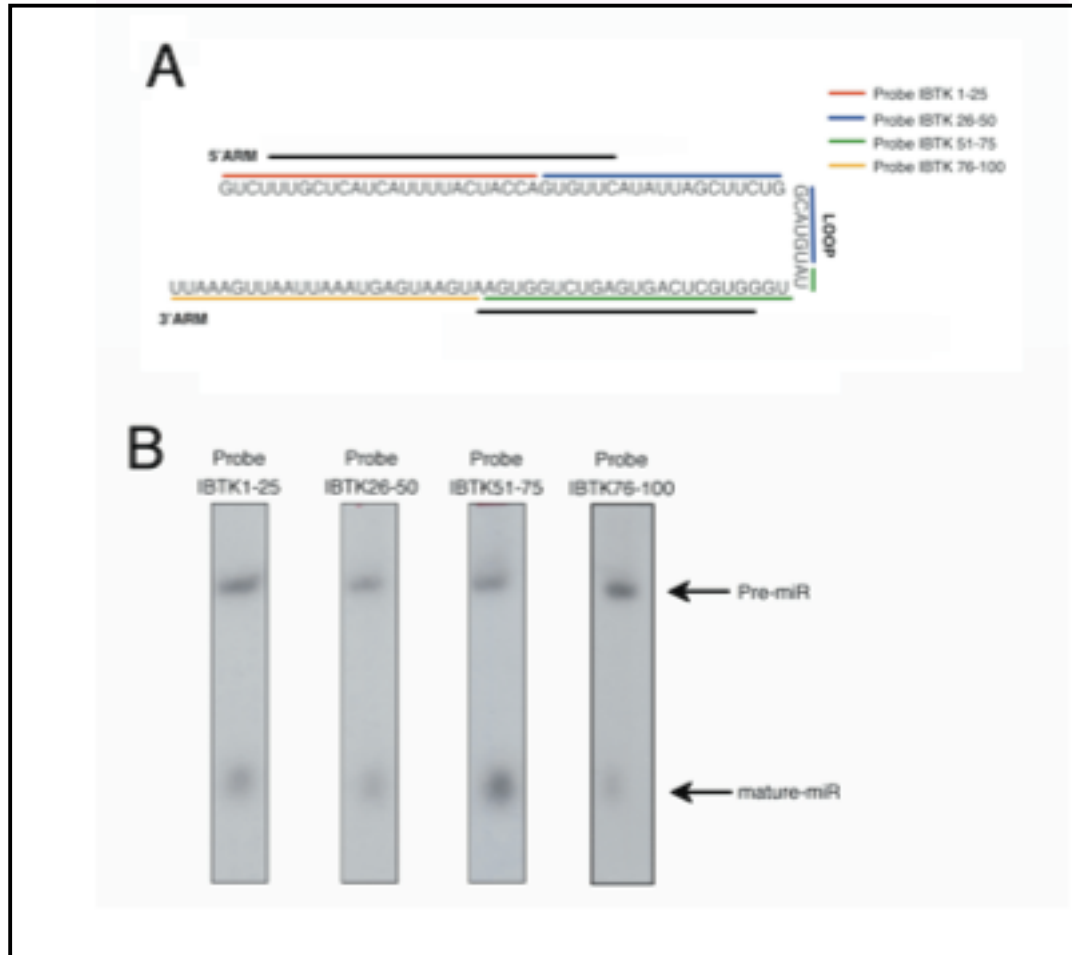 A
Probe IBTK 1-25
Probe IBTK 26-50
Probe IBTK 51-75
Probe IBTK 76-100
5'ARM
GUCUUUGCUCAUCAUUUUACUACCAGUGUUCAUAUUAGCUUCUG
GCAUGUAU
LOOP
UUAAAGUUAAUUAAAUGAGUAAGUAAGUGGUCUGAGUGACUCGUGGGU
3'ARM
B
Probe IBTK1-25
Probe IBTK26-50
Probe IBTK51-75
Probe IBTK76-100
Pre-miR
mature-miR